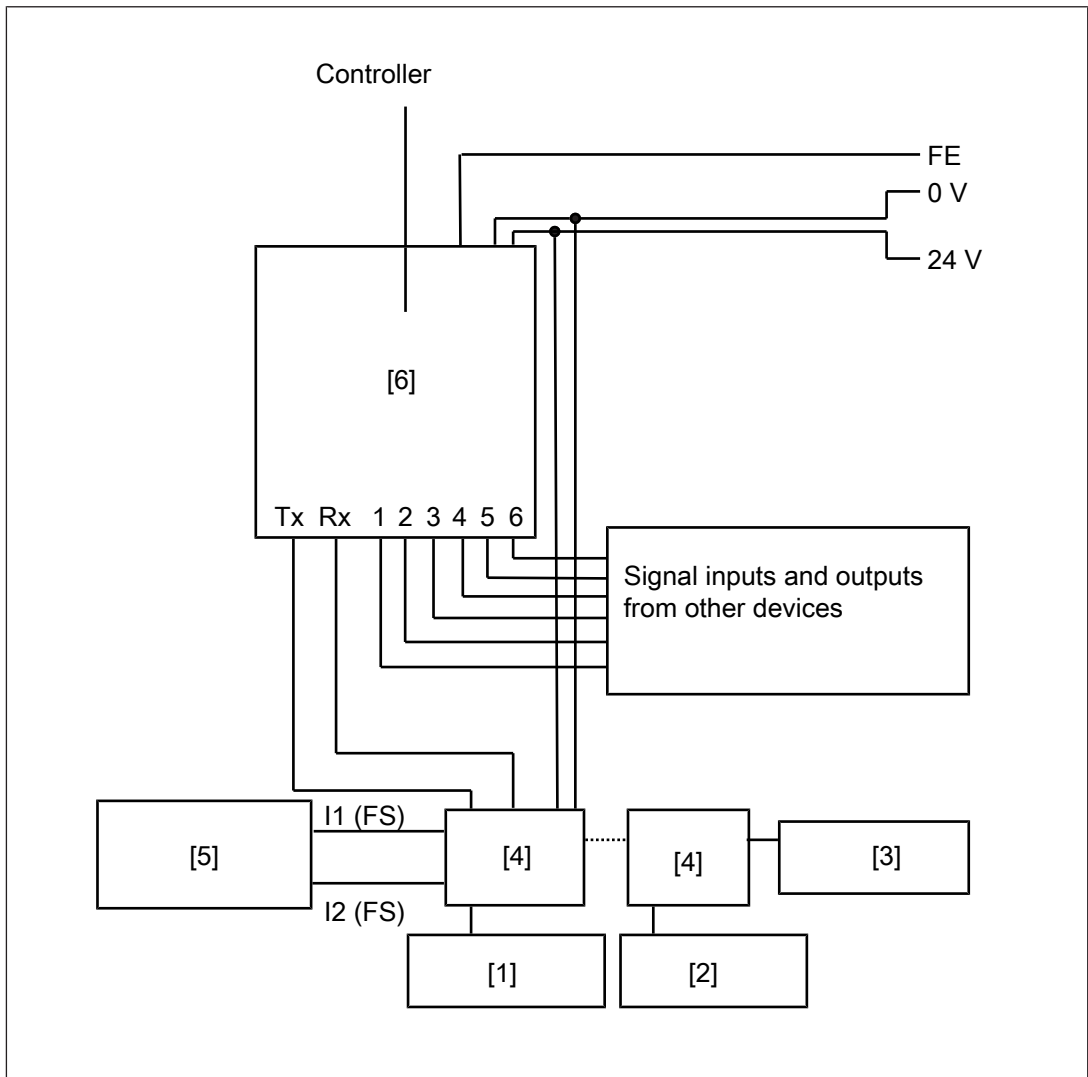 Controller
FE
0 V
24 V
[6]
Tx Rx 1 2 3 4 5 6
Signal inputs and outputs
from other devices
I1 (FS)
[5]
[4]
[4]
[3]
I2 (FS)
[1]
[2]